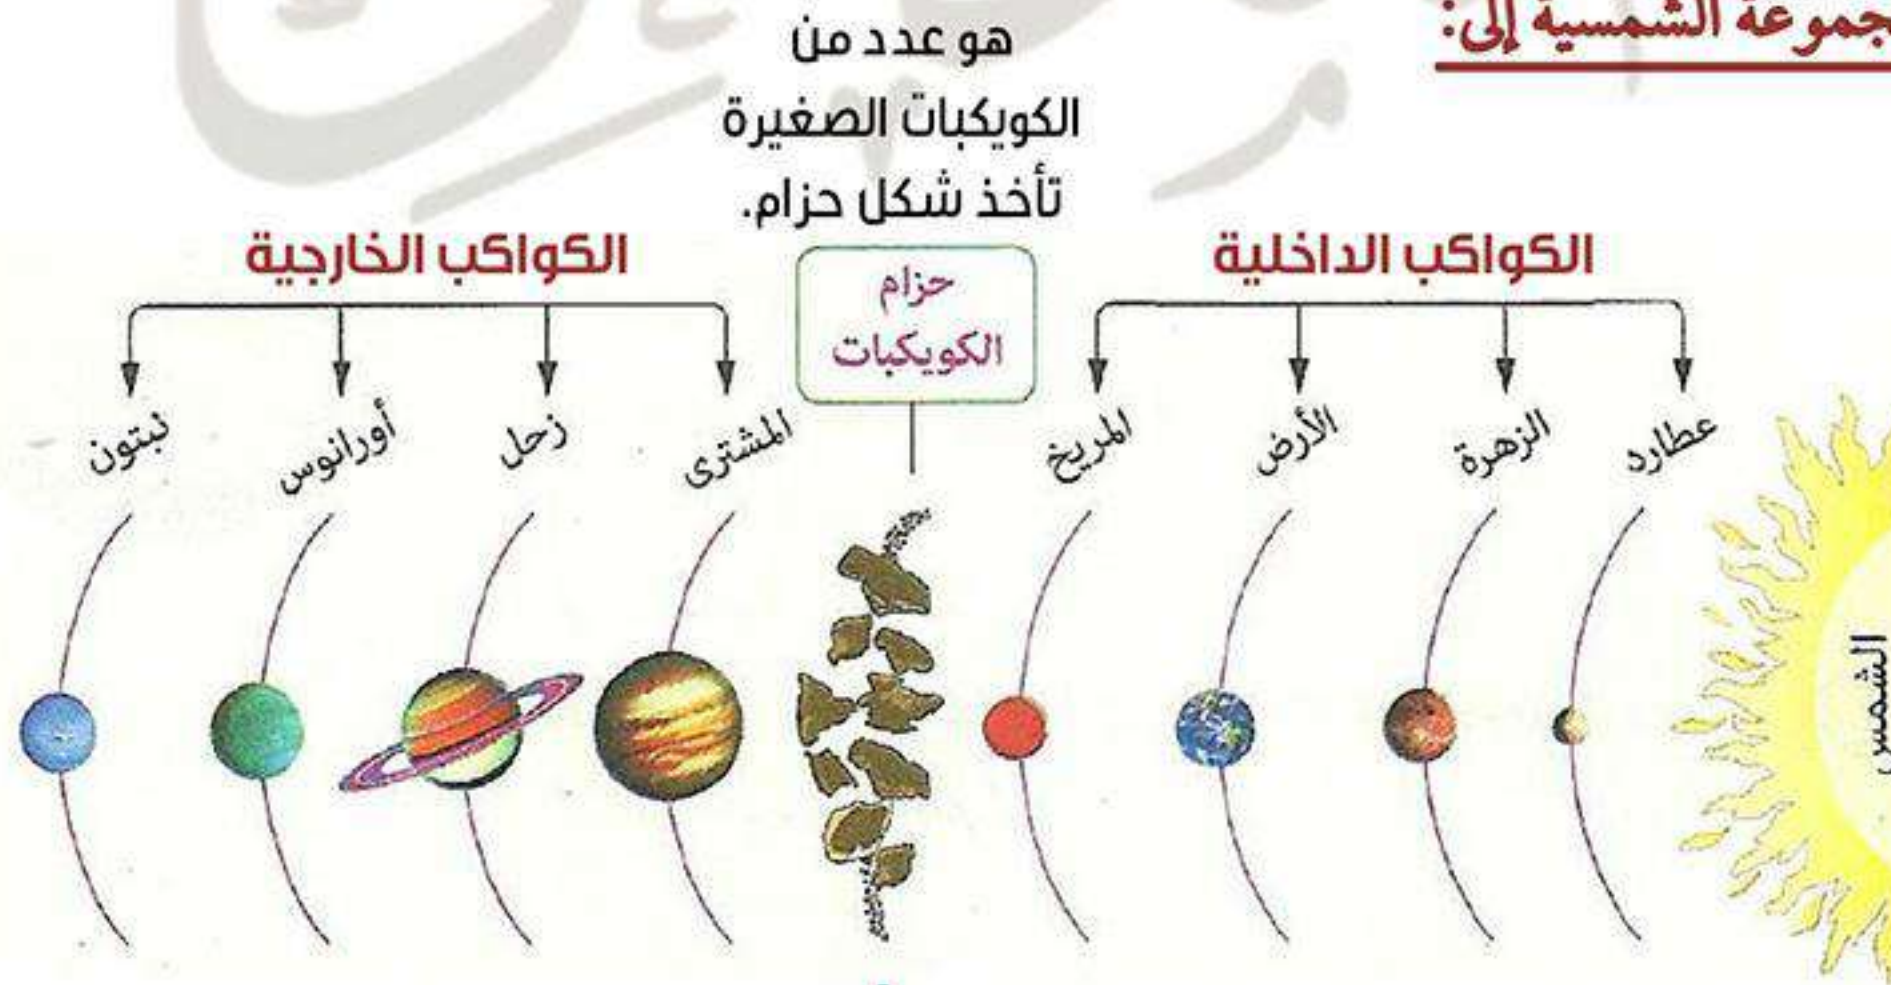 الشمسية إلى:
هو عدد من
الكويكبات الصغيرة
تأخذ شكل حزام.
الكواكب الداخلية
حزام
الكويكبات
الكواكب الخارجية
عطارد
الزهرة
الأرض
المريخ
المشترى
زحل
أورانوس
نبتون
الشمس